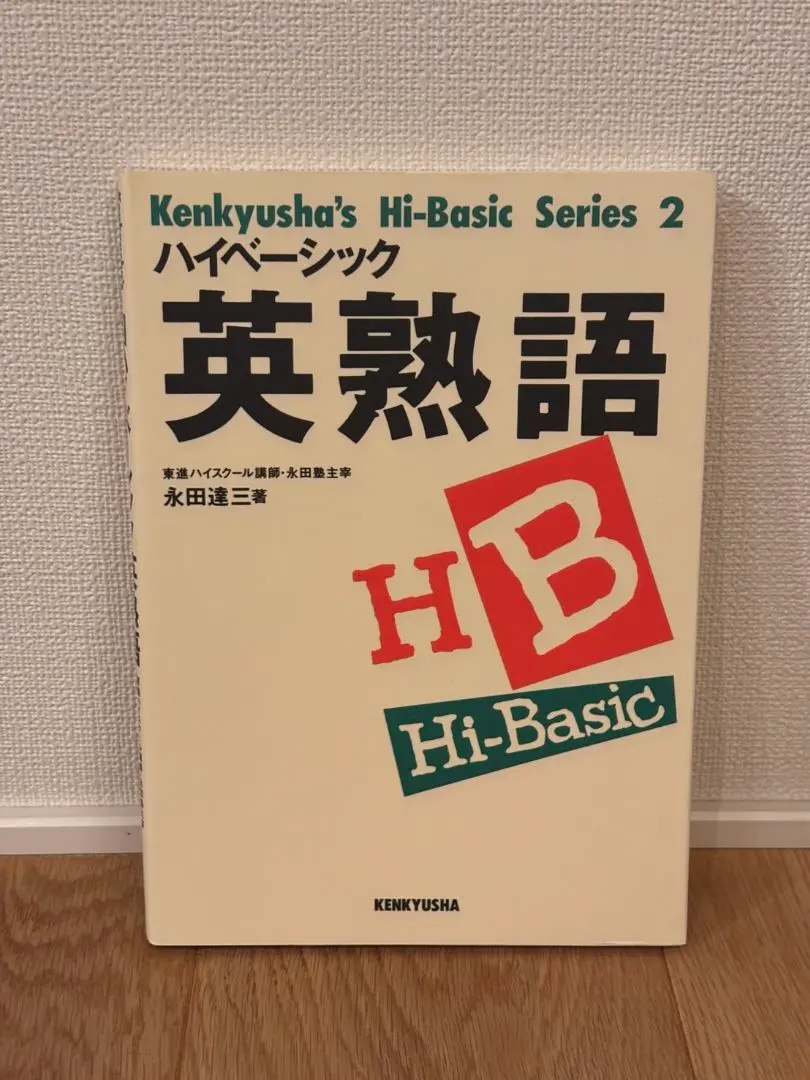 Kenkyusha's Hi-Basic Series 2
ハイベーシック
英熟語
東進ハイスクール講師・永田塾主宰
永田達三著
HB
Hi-Basic
KENKYUSHA